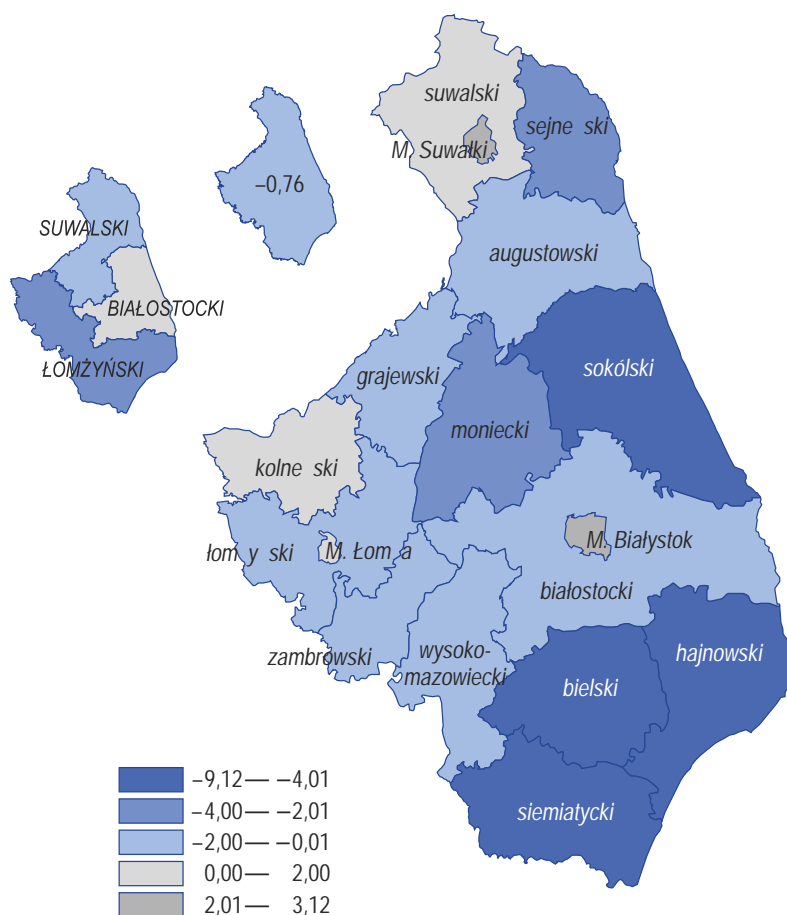 suwalski
sejne ski
M. Suwałki
–0,76
SUWALSKI
augustowski
BIAŁOSTOCKI
ŁOMŻYŃSKI
grajewski
sokólski
moniecki
kolne ski
łom y ski
M. Łom a
M. Białystok
białostocki
zambrowski
wysoko-
mazowiecki
hajnowski
bielski
siemiatycki
–9,12 — –4,01
–4,00 — –2,01
–2,00 — –0,01
0,00 — 2,00
2,01 — 3,12